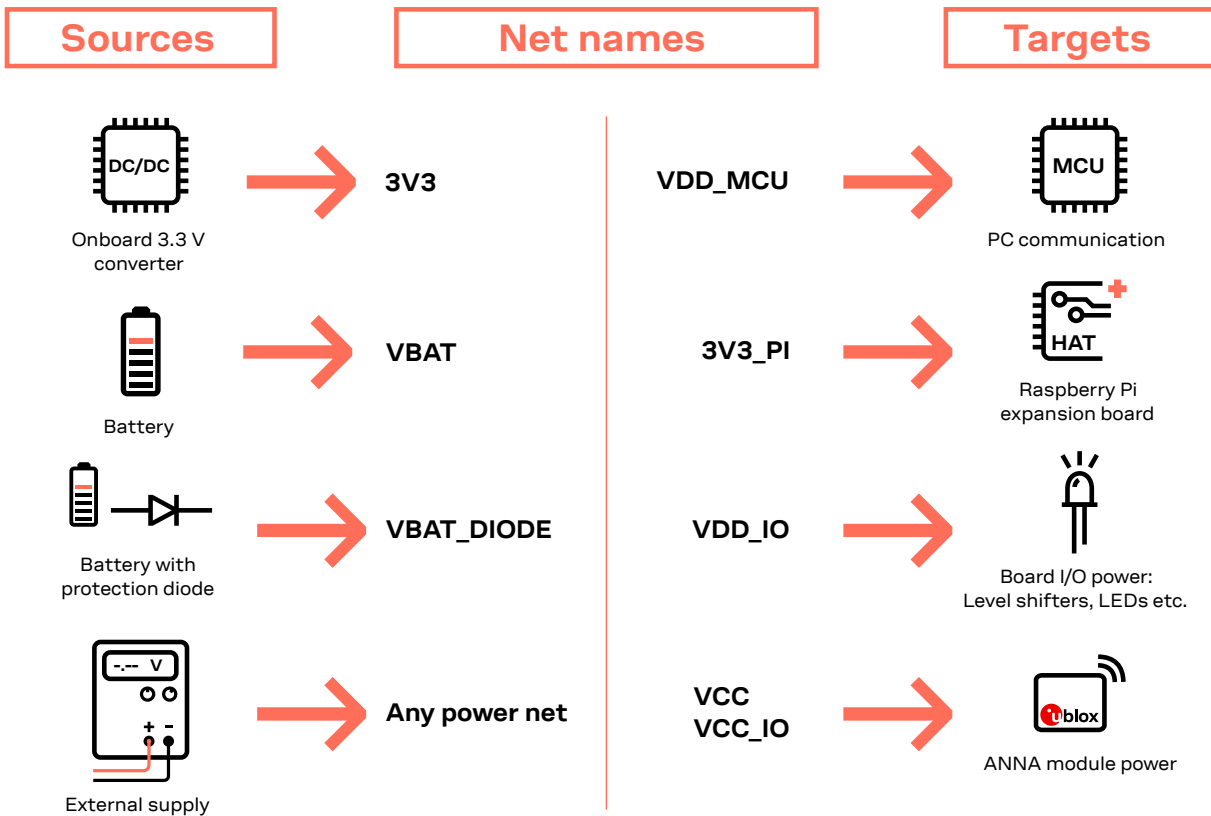 Sources
Net names
Targets
DC/DC
Onboard 3.3 V
converter
3V3
VDD_MCU
MCU
PC communication
Battery
VBAT
3V3_PI
HAT
Raspberry Pi
expansion board
Battery with
protection diode
VBAT_DIODE
VDD_IO
Board I/O power:
Level shifters, LEDs etc.
-.-- V
+ -
External supply
Any power net
VCC
VCC_IO
ublox
ANNA module power